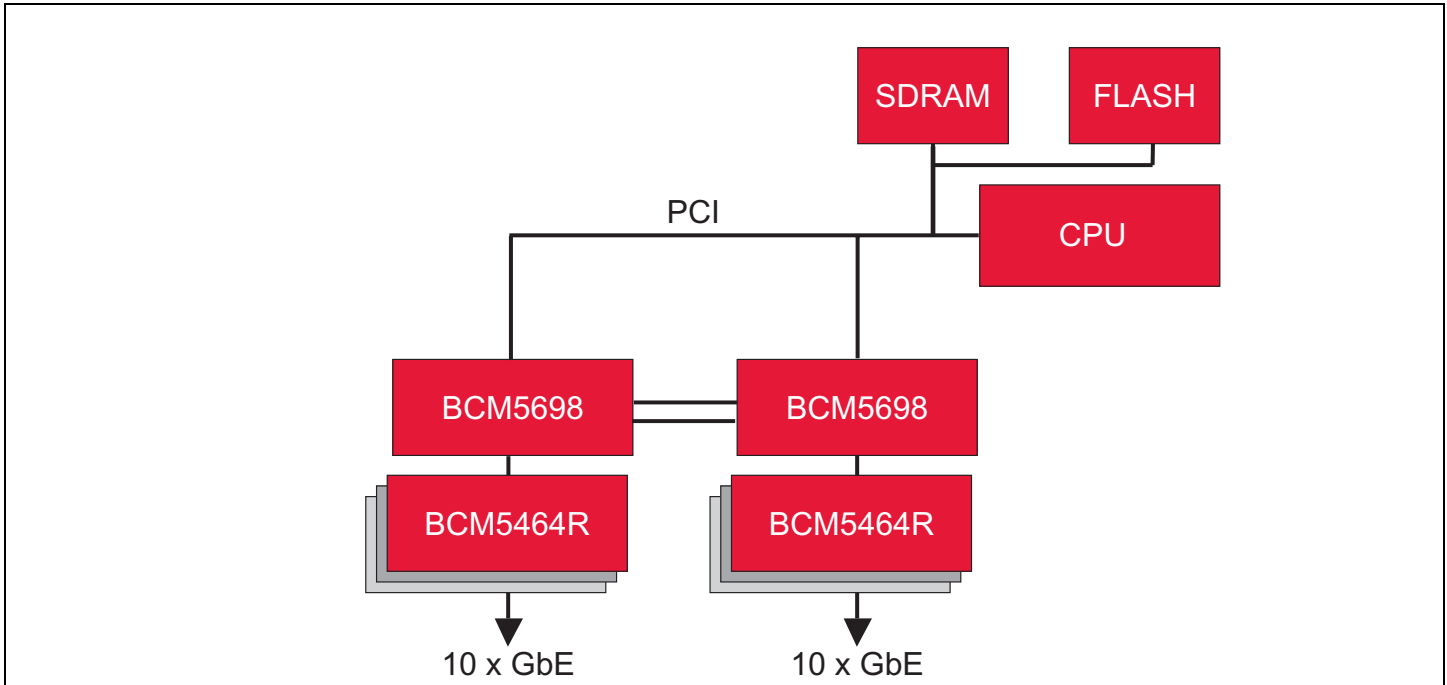 SDRAM
FLASH
PCI
CPU
BCM5698
BCM5698
BCM5464R
BCM5464R
10 x GbE
10 x GbE